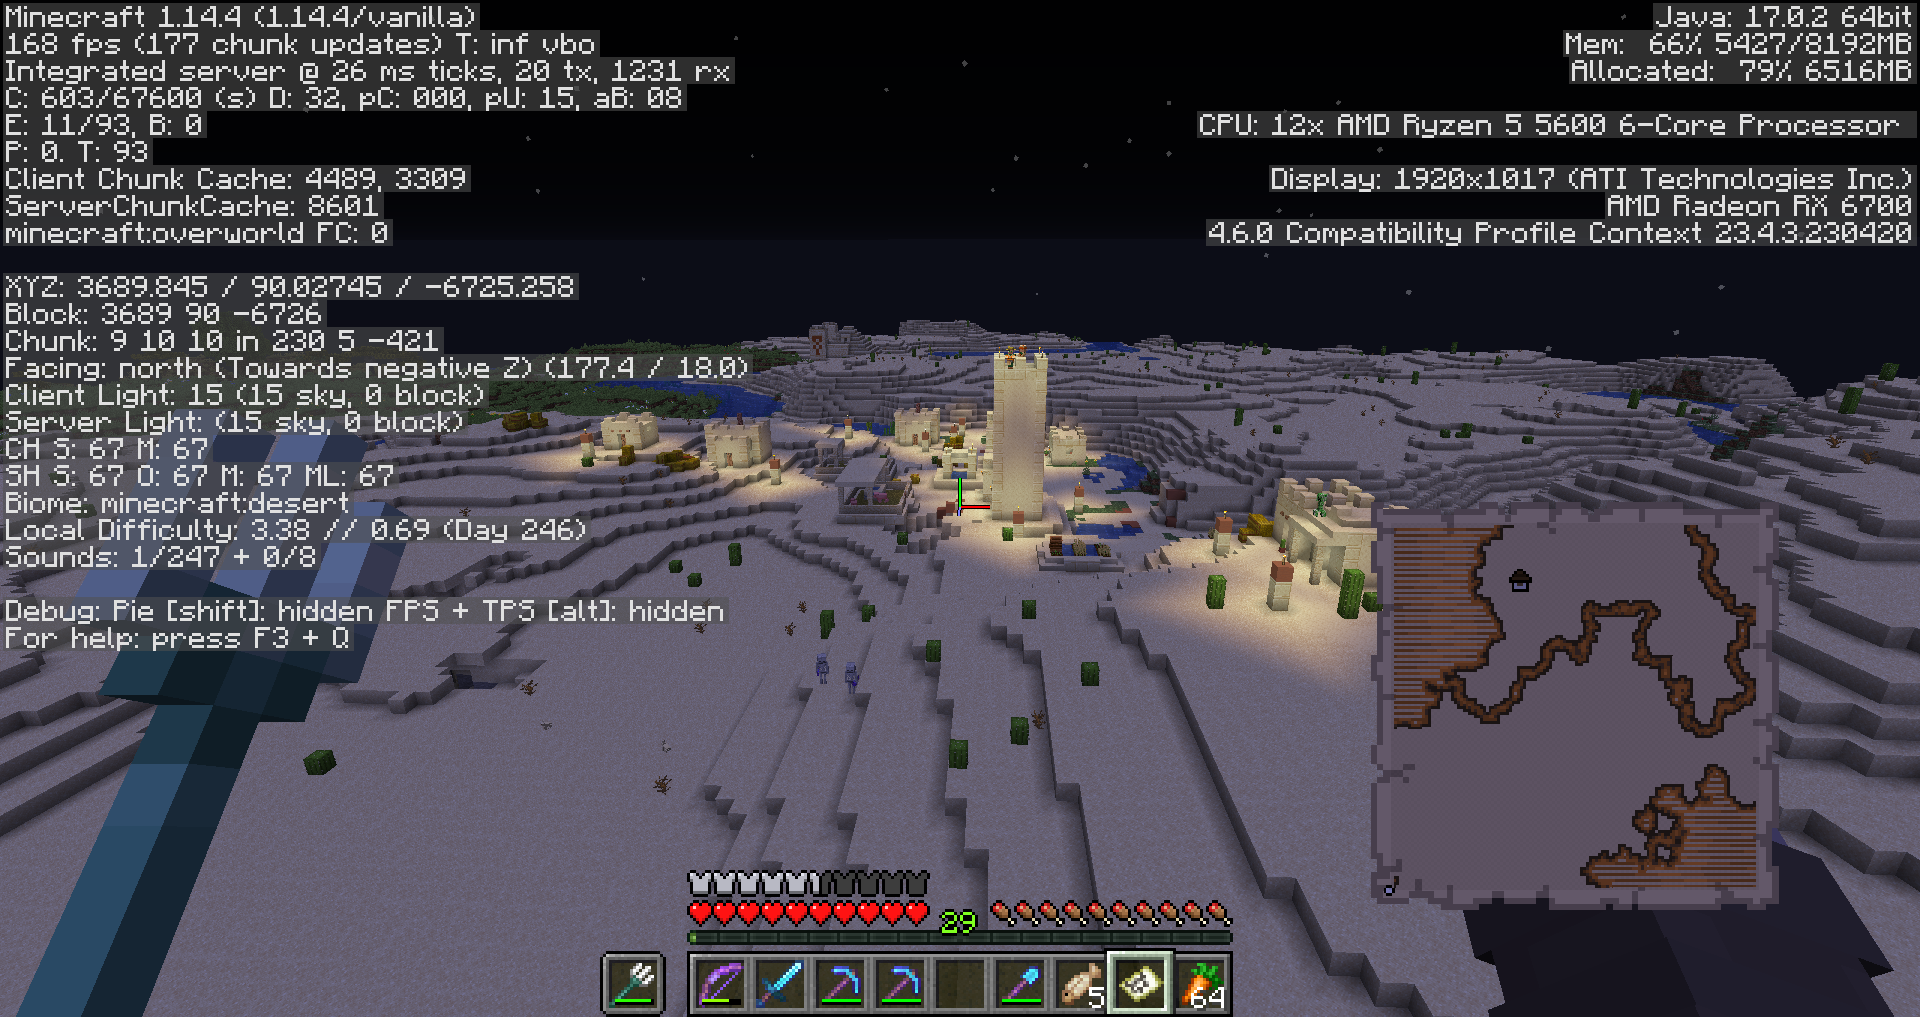 Minecraft 1.14.4 (1.14.4/vanilla)
168 fps (177 chunk updates) T: inf vbo
Integrated server @ 26 ms ticks, 20 tx, 1231 rx
C: 603/67600 (s) D: 32, pC: 000, pU: 15, aB: 08
E: 11/93, B: 0
P: 0. T: 93
Client Chunk Cache: 4489, 3309
ServerChunkCache: 8601
minecraft:overworld FC: 0
XYZ: 3689.845 / 90.02745 / -6725.258
Block: 3689 90 -6726
Chunk: 9 10 10 in 230 5 -421
Facing: north (Towards negative Z) (177.4 / 18.0)
Client Light: 15 (15 sky, 0 block)
Server Light: (15 sky, 0 block)
CH S: 67 M: 67
SH S: 67 O: 67 M: 67 ML: 67
Biome: minecraft:desert
Local Difficulty: 3.38 // 0.69 (Day 246)
Sounds: 1/247 + 0/8
Debug: Pie [shift]: hidden FPS + TPS [alt]: hidden
For help: press F3 + Q
Java: 17.0.2 64bit
Mem: 66% 5427/8192MB
Allocated: 79% 6516MB
CPU: 12x AMD Ryzen 5 5600 6-Core Processor
Display: 1920x1017 (ATI Technologies Inc.)
AMD Radeon RX 6700
4.6.0 Compatibility Profile Context 23.4.3.230420
29
5
64